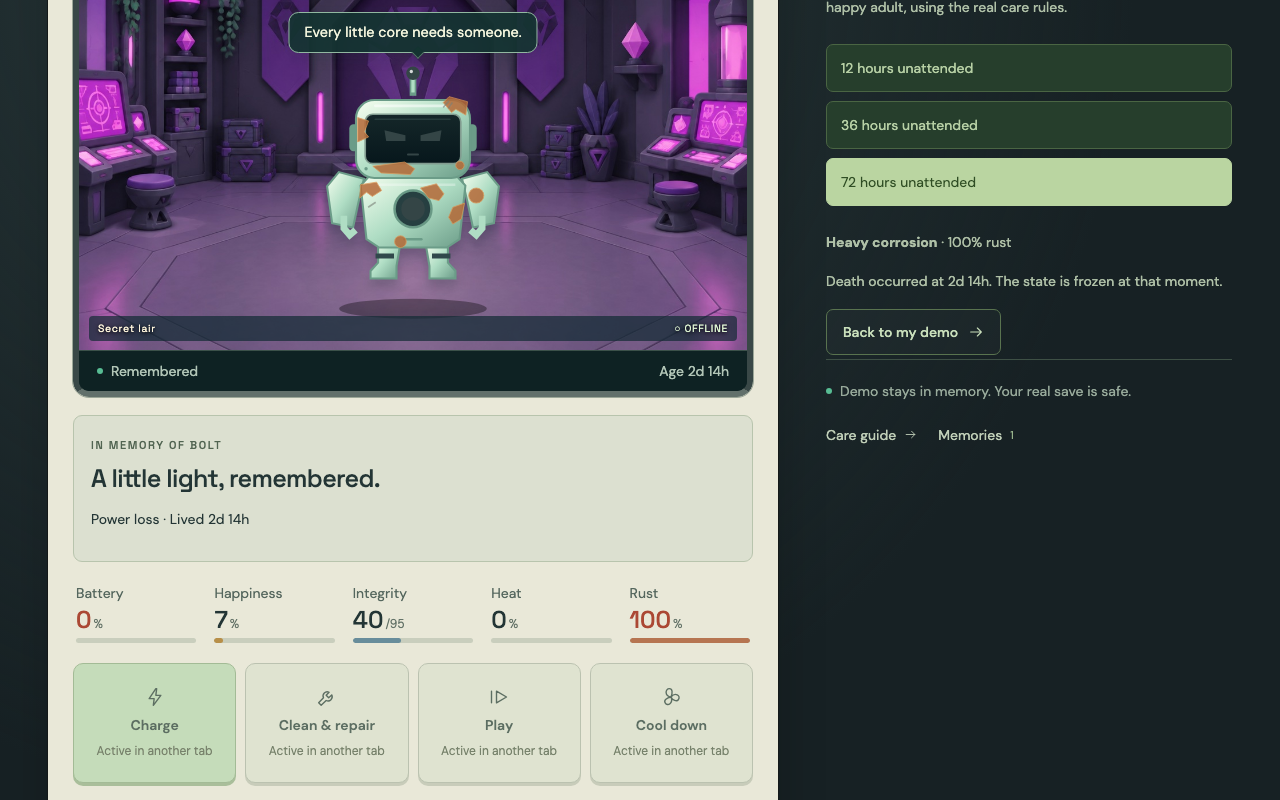 Every little core needs someone.
Secret lair
OFFLINE
Remembered
Age 2d 14h
IN MEMORY OF BOLT
A little light, remembered.
Power loss · Lived 2d 14h
Battery
0%
Happiness
7%
Integrity
40/95
Heat
0%
Rust
100%
Charge
Active in another tab
Clean & repair
Active in another tab
Play
Active in another tab
Cool down
Active in another tab
happy adult, using the real care rules.
12 hours unattended
36 hours unattended
72 hours unattended
Heavy corrosion · 100% rust
Death occurred at 2d 14h. The state is frozen at that moment.
Back to my demo →
Demo stays in memory. Your real save is safe.
Care guide → Memories 1